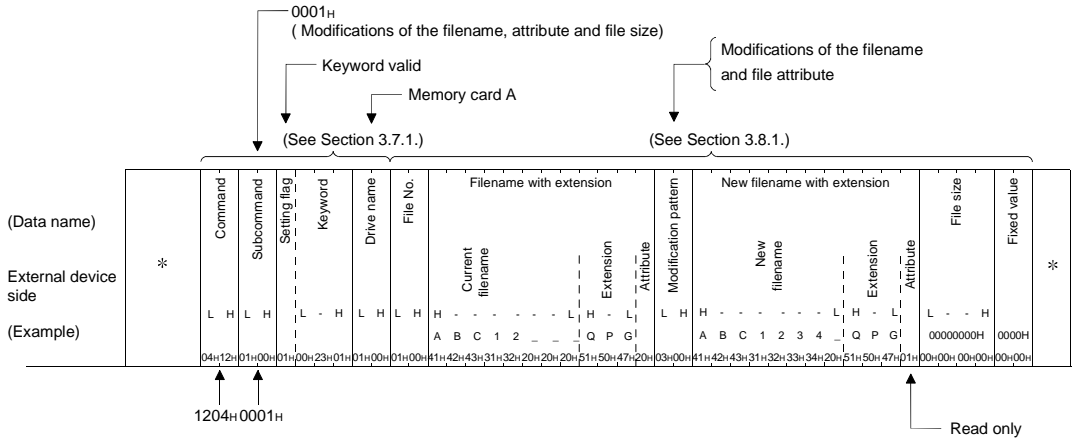 0001H
( Modifications of the filename, attribute and file size)
Keyword valid
Memory card A
Modifications of the filename
and file attribute
(See Section 3.7.1.)
(See Section 3.8.1.)
(Data name)
External device
side
(Example)
*
Command
Subcommand
Setting flag
Keyword
Drive name
File No.
Filename with extension
Current
filename
Extension
Attribute
Modification pattern
New filename with extension
New
filename
Extension
Attribute
File size
Fixed value
*
L H L H L - H L H L H H - - - - - - L H - L L H H - - - - - - L H - L L - - H
A B C 1 2 _ _ _ Q P G A B C 1 2 3 4 _ Q P G 00000000H 0000H
04H 12H 01H 00H 01H 00H 23H 01H 01H 00H 01H 00H 41H 42H 43H 31H 32H 20H 20H 20H 51H 50H 47H 20H 03H 00H 41H 42H 43H 31H 32H 33H 34H 20H 51H 50H 47H 01H 00H 00H 00H 00H 00H 00H
1204H 0001H
Read only